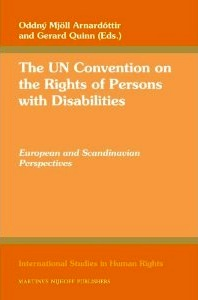 Oddný Mjöll Arnardóttir
and Gerard Quinn (Eds.)
The UN Convention on
the Rights of Persons
with Disabilities
European and Scandinavian
Perspectives
International Studies in Human Rights
MARTINUS NIJHOFF PUBLISHERS